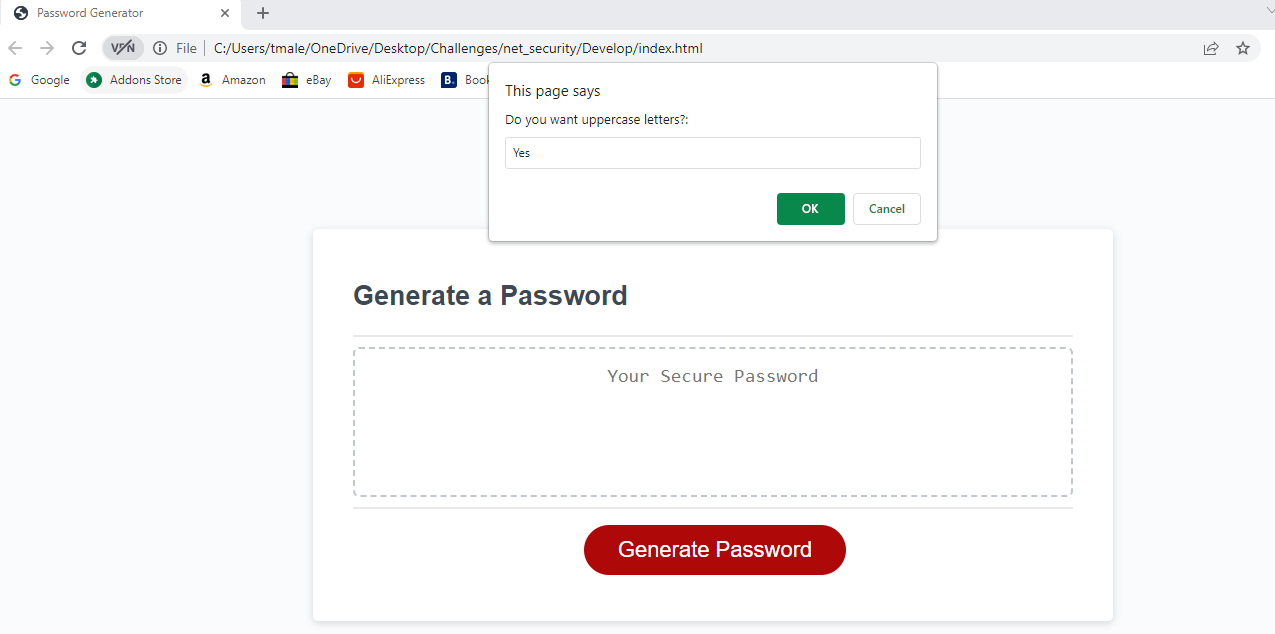 Password Generator
VPN File C:/Users/tmale/OneDrive/Desktop/Challenges/net_security/Develop/index.html
Google Addons Store a Amazon eBay AliExpress B. Book
This page says
Do you want uppercase letters?:
Yes
OK Cancel
Generate a Password
Your Secure Password
Generate Password